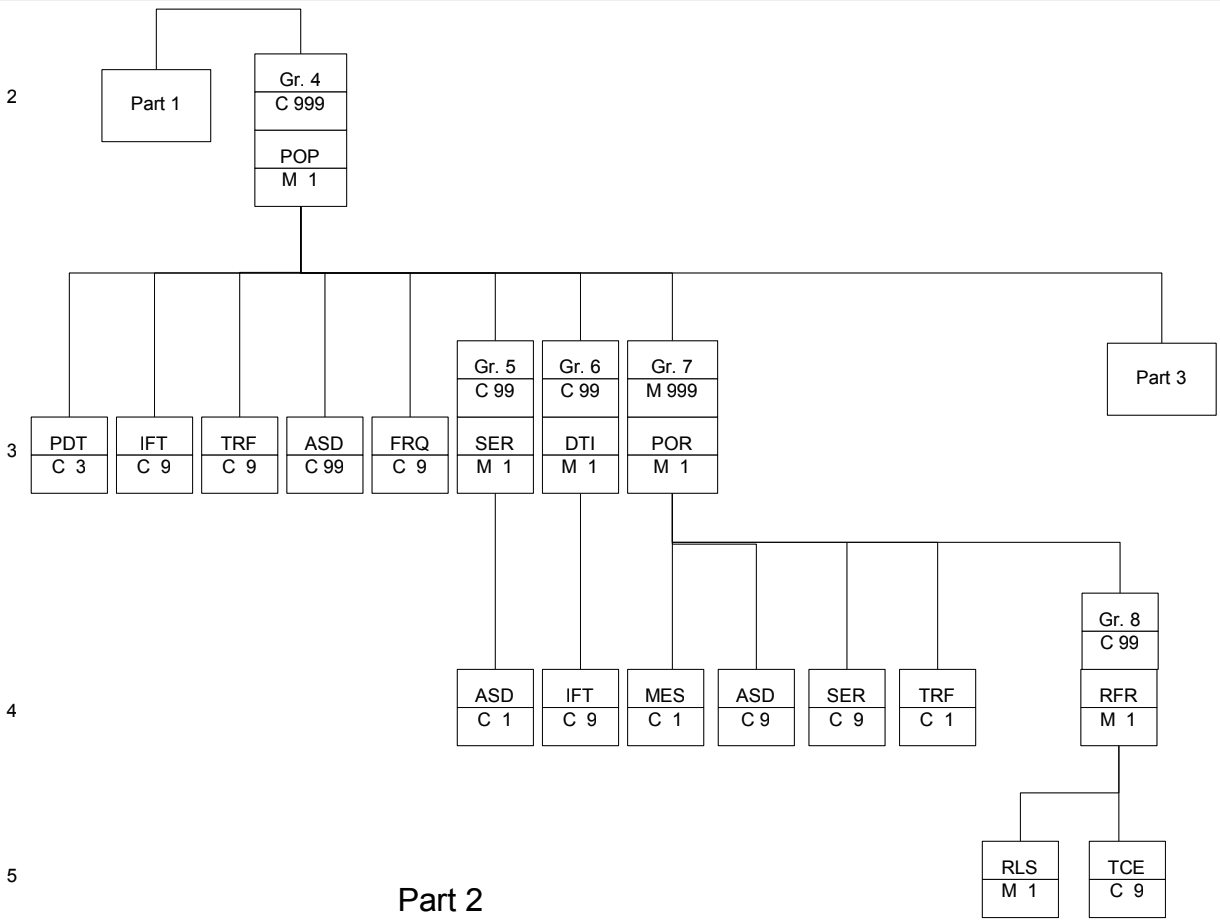 2
Part 1
Gr. 4
C 999
POP
M 1
Gr. 5
C 99
Gr. 6
C 99
Gr. 7
M 999
Part 3
3
PDT
C 3
IFT
C 9
TRF
C 9
ASD
C 99
FRQ
C 9
SER
M 1
DTI
M 1
POR
M 1
Gr. 8
C 99
4
ASD
C 1
IFT
C 9
MES
C 1
ASD
C 9
SER
C 9
TRF
C 1
RFR
M 1
5
RLS
M 1
TCE
C 9
Part 2